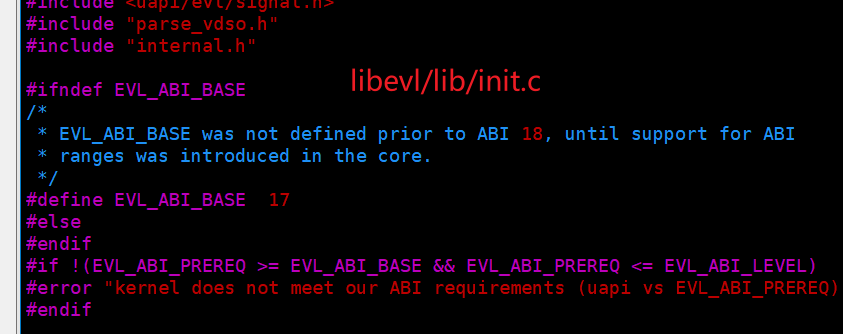 #include <uapi/evl/signal.h>
#include "parse_vdso.h"
#include "internal.h"
libevl/lib/init.c
#ifndef EVL_ABI_BASE
/*
* EVL_ABI_BASE was not defined prior to ABI 18, until support for ABI
* ranges was introduced in the core.
*/
#define EVL_ABI_BASE  17
#else
#endif
#if !(EVL_ABI_PREREQ >= EVL_ABI_BASE && EVL_ABI_PREREQ <= EVL_ABI_LEVEL)
#error "kernel does not meet our ABI requirements (uapi vs EVL_ABI_PREREQ)
#endif